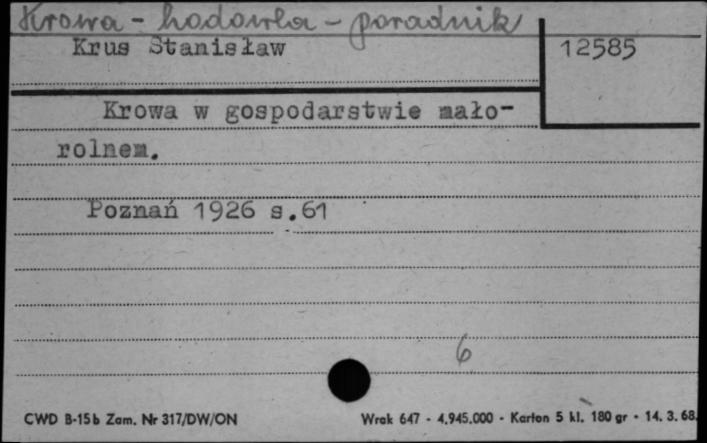 Krowa - hodowla - poradnik
Krus Stanisław
12585
Krowa w gospodarstwie mało-
rolnem.
Poznań 1926 s.61
6
CWD B-15b Zam. Nr 317/DW/ON
Wrak 647 - 4.945.000 - Karton 5 kl. 180 gr - 14. 3. 68.